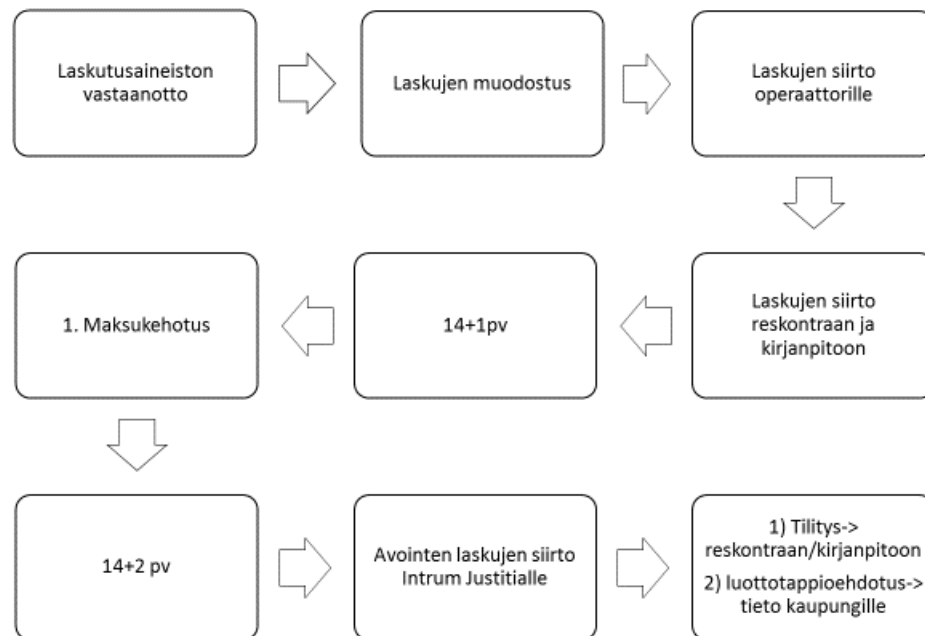 Laskutusaineiston
vastaanotto
Laskujen muodostus
Laskujen siirto
operaattorille
Laskujen siirto
reskontraan ja
kirjanpitoon
14+1pv
1. Maksukehotus
14+2 pv
Avointen laskujen siirto
Intrum Justitialle
1) Tilitys->
reskontraan/kirjanpitoon
2) luottotappioehdotus->
tieto kaupungille